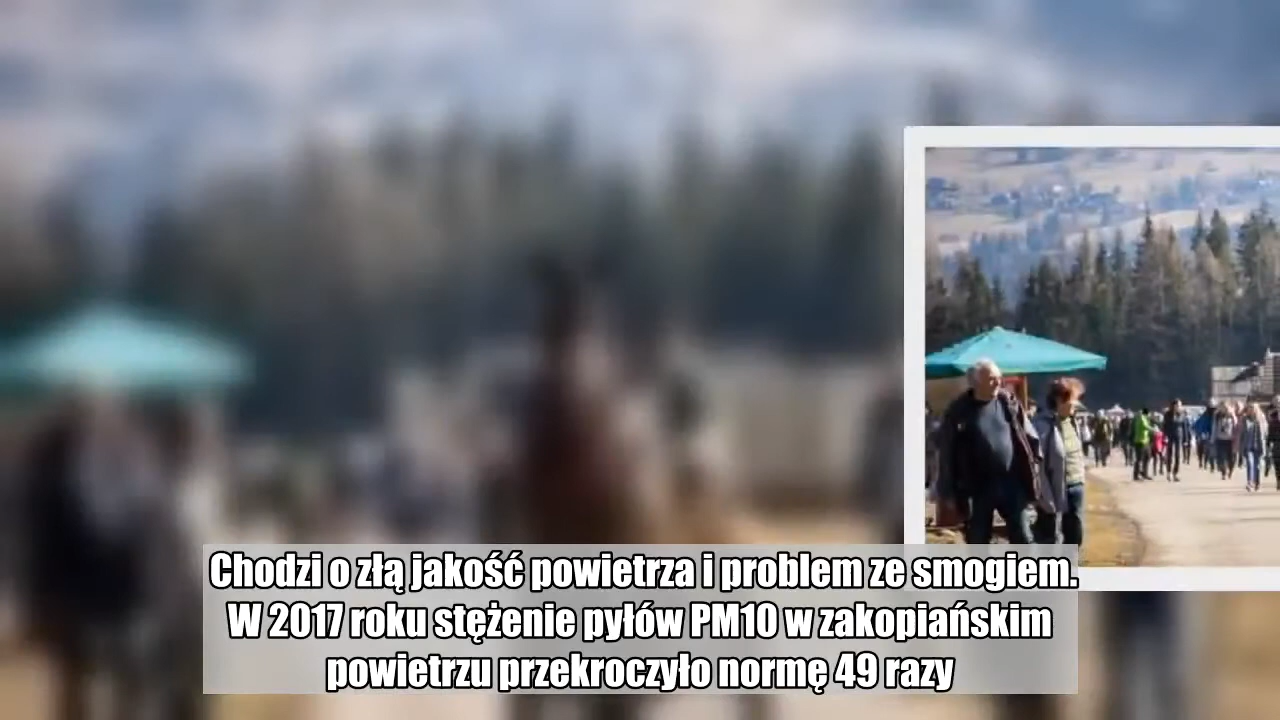 Chodzi o złą jakość powietrza i problem ze smogiem.
W 2017 roku stężenie pyłów PM10 w zakopiańskim
powietrzu przekroczyło normę 49 razy